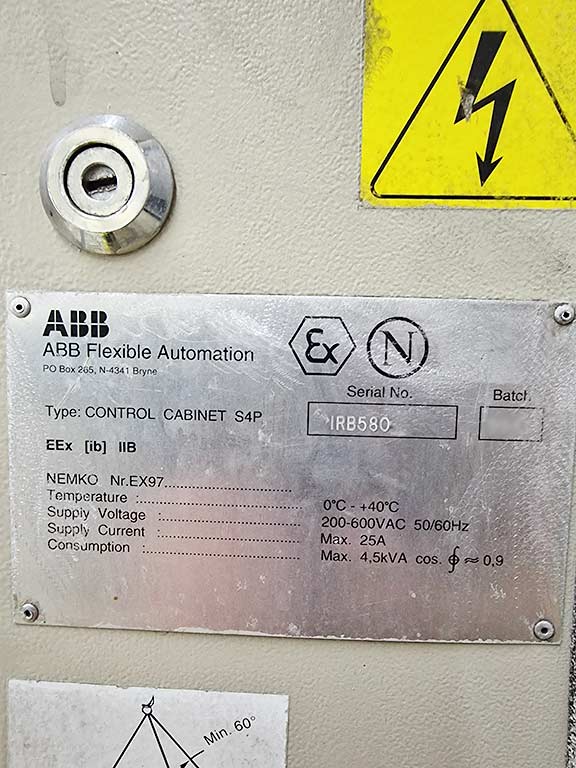 ABB
ABB Flexible Automation
PO Box 265, N-4341 Bryne
Ex
N
Serial No.
Batch
Type: CONTROL CABINET S4P
IRB580
EEx [ib] IIB
NEMKO Nr.EX97..........................
Temperature :.......................... 0°C - +40°C
Supply Voltage :.......................... 200-600VAC 50/60Hz
Supply Current :.......................... Max. 25A
Consumption :.......................... Max. 4,5kVA cos. ∮ ≈ 0,9
Min. 60°